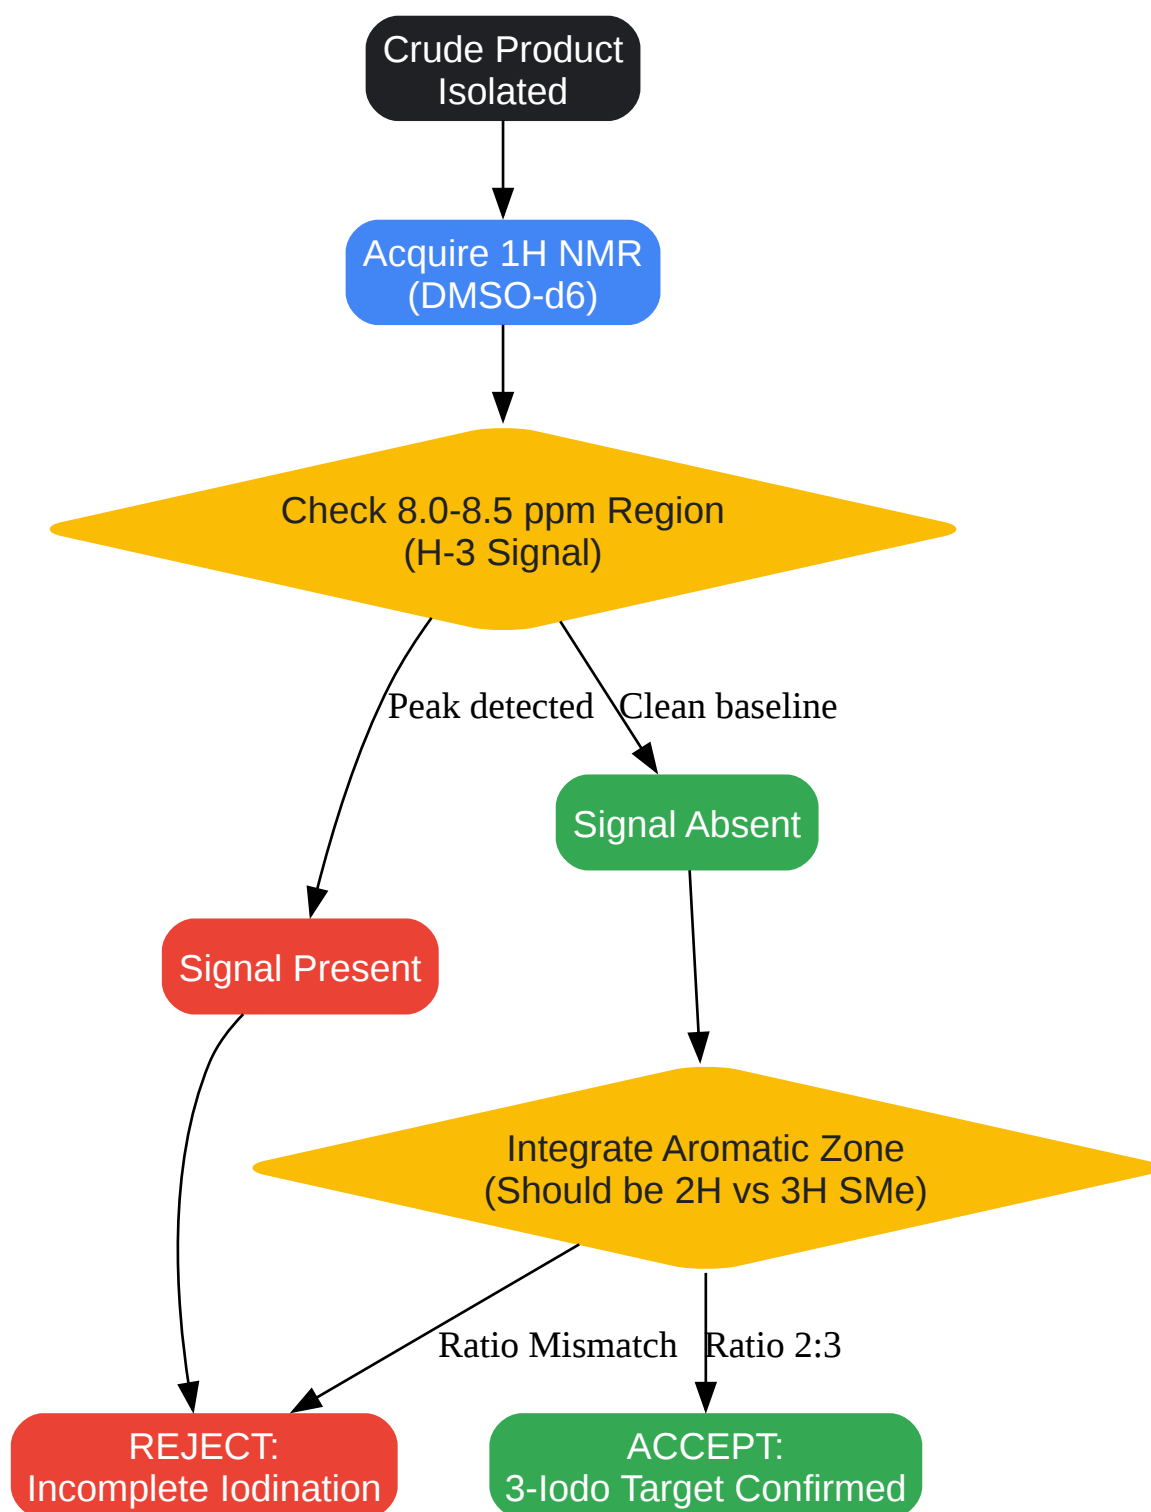 Crude Product
Isolated
Acquire 1H NMR
(DMSO-d6)
Check 8.0-8.5 ppm Region
(H-3 Signal)
Peak detected
Clean baseline
Signal Absent
Signal Present
Integrate Aromatic Zone
(Should be 2H vs 3H SMe)
Ratio Mismatch
Ratio 2:3
REJECT:
Incomplete Iodination
ACCEPT:
3-Iodo Target Confirmed